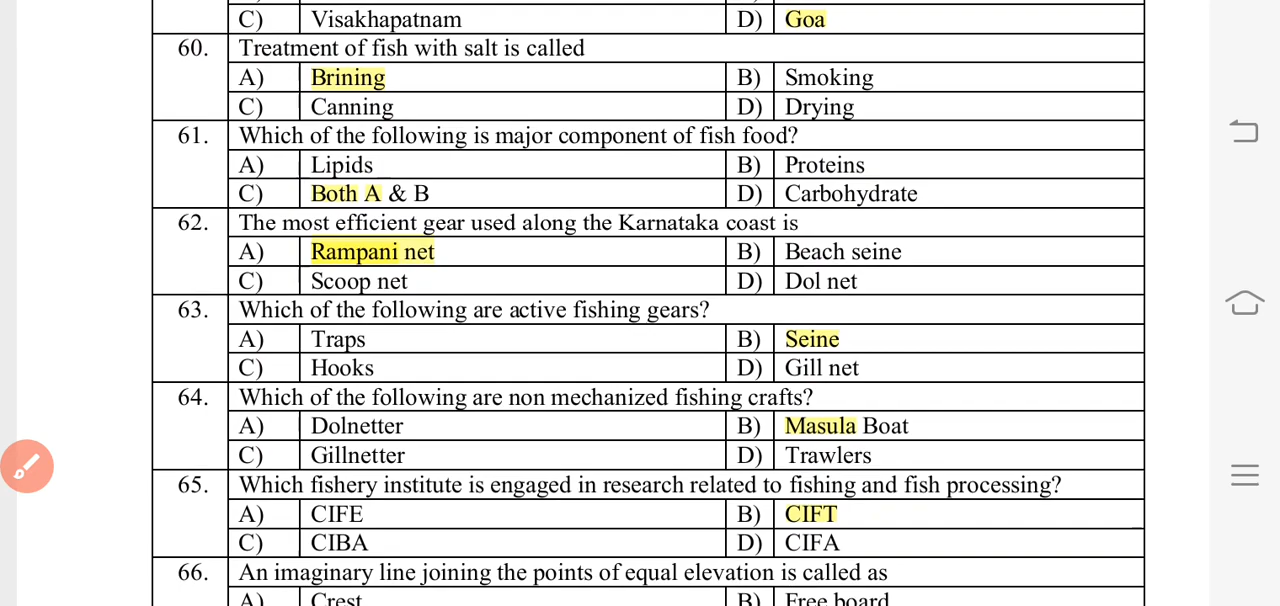 C) Visakhapatnam D) Goa
60. Treatment of fish with salt is called
A) Brining B) Smoking
C) Canning D) Drying
61. Which of the following is major component of fish food?
A) Lipids B) Proteins
C) Both A & B D) Carbohydrate
62. The most efficient gear used along the Karnataka coast is
A) Rampani net B) Beach seine
C) Scoop net D) Dol net
63. Which of the following are active fishing gears?
A) Traps B) Seine
C) Hooks D) Gill net
64. Which of the following are non mechanized fishing crafts?
A) Dolnetter B) Masula Boat
C) Gillnetter D) Trawlers
65. Which fishery institute is engaged in research related to fishing and fish processing?
A) CIFE B) CIFT
C) CIBA D) CIFA
66. An imaginary line joining the points of equal elevation is called as
A) Crest B) Free board